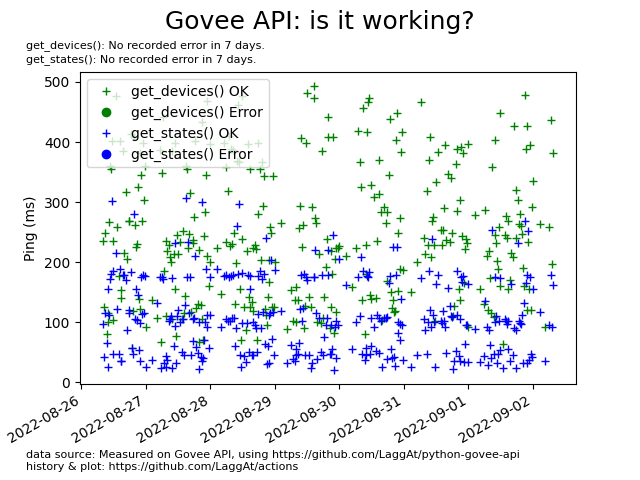 Govee API: is it working?
get_devices(): No recorded error in 7 days.
get_states(): No recorded error in 7 days.
get_devices() OK
get_devices() Error
get_states() OK
get_states() Error
Ping (ms)
500
400
300
200
100
0
2022-08-26
2022-08-27
2022-08-28
2022-08-29
2022-08-30
2022-08-31
2022-09-01
2022-09-02
data source: Measured on Govee API, using https://github.com/LaggAt/python-govee-api
history & plot: https://github.com/LaggAt/actions